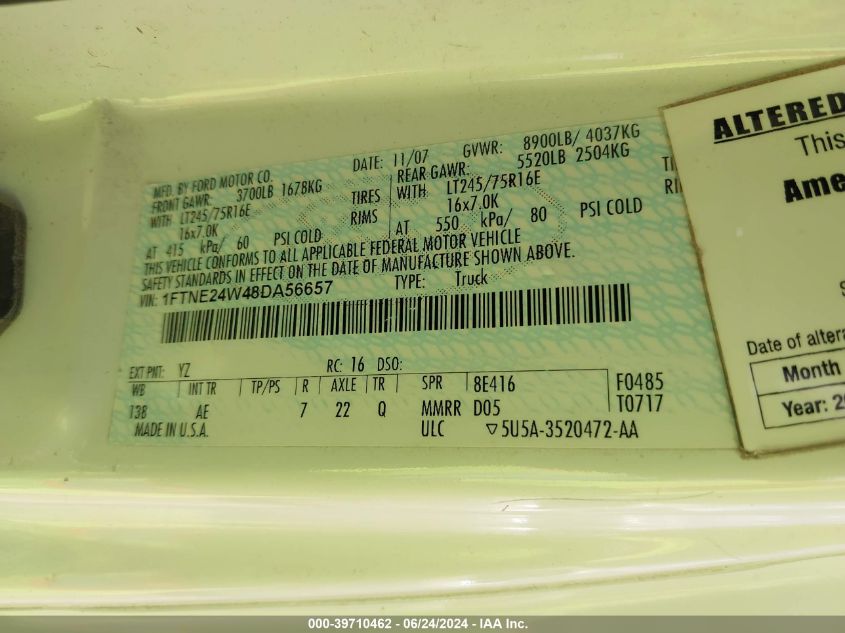 MFD. BY FORD MOTOR CO.
DATE: 11/07 GVWR: 8900LB/ 4037KG
FRONT GAWR: 3700LB 1678KG
REAR GAWR: 5520LB 2504KG
WITH LT245/75R16E TIRES
WITH LT245/75R16E TIR
16x7.0K RIMS
16x7.0K RIM
AT 415 kPa/ 60 PSI COLD
AT 550 kPa/ 80 PSI COLD
THIS VEHICLE CONFORMS TO ALL APPLICABLE FEDERAL MOTOR VEHICLE
SAFETY STANDARDS IN EFFECT ON THE DATE OF MANUFACTURE SHOWN ABOVE.
VIN: 1FTNE24W48DA56657 TYPE: Truck
EXT PNT: YZ RC: 16 DSO:
WB INT TR TP/PS R AXLE TR SPR 8E416 F0485
138 AE 7 22 Q MMRR D05 T0717
MADE IN U.S.A. ULC ▽5U5A-3520472-AA
ALTERED
This
Ame
S
Date of altera
Month
Year: 20
000-39710462 - 06/24/2024 - IAA Inc.